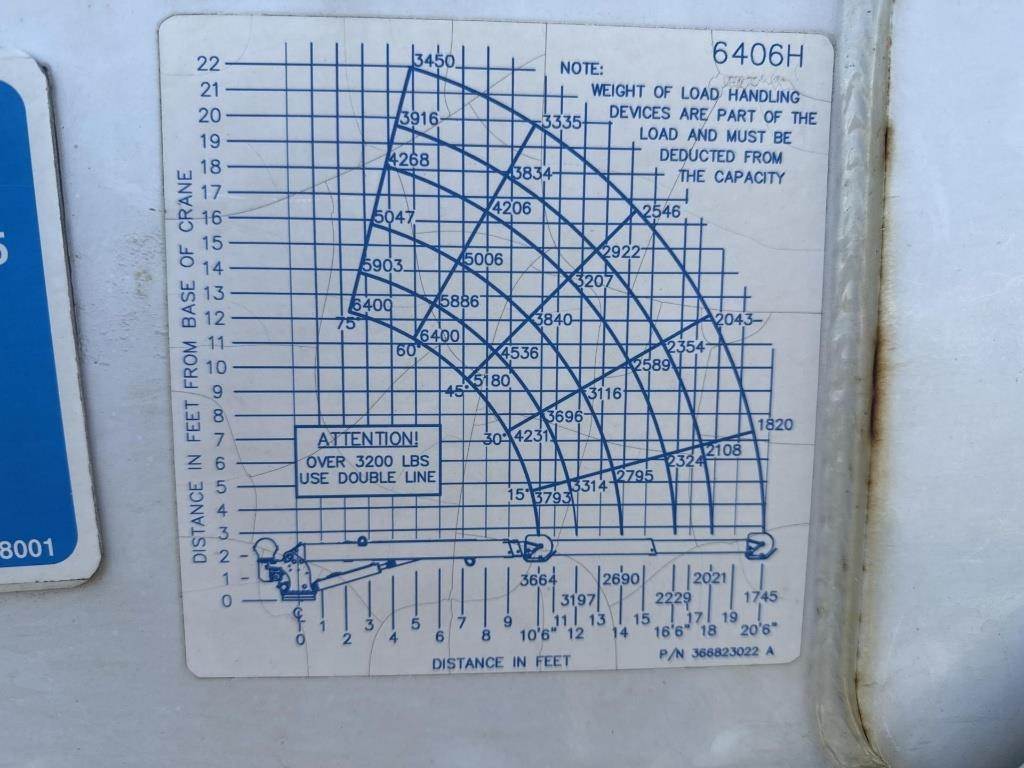 6406H
NOTE:
WEIGHT OF LOAD HANDLING
DEVICES ARE PART OF THE
LOAD AND MUST BE
DEDUCTED FROM
THE CAPACITY
DISTANCE IN FEET FROM BASE OF CRANE
22
21
20
19
18
17
16
15
14
13
12
11
10
9
8
7
6
5
4
3
2
1
0
3450
3916 3335
4268 3834
4206 2546
5047
5006 2922
5903 3207
6400 5886 3840 2043
75°
6400 4536 2354
60° 2589
5180 3116
45°
3696 1820
30° 4231
2324 2108
3314 2795
15° 3793
ATTENTION!
OVER 3200 LBS
USE DOUBLE LINE
3664 2690 2021
3197 2229 1745
℄
0 1 2 3 4 5 6 7 8 9 10'6" 11 12 13 14 15 16'6" 17 18 19 20'6"
DISTANCE IN FEET
P/N 366823022 A
5
8001